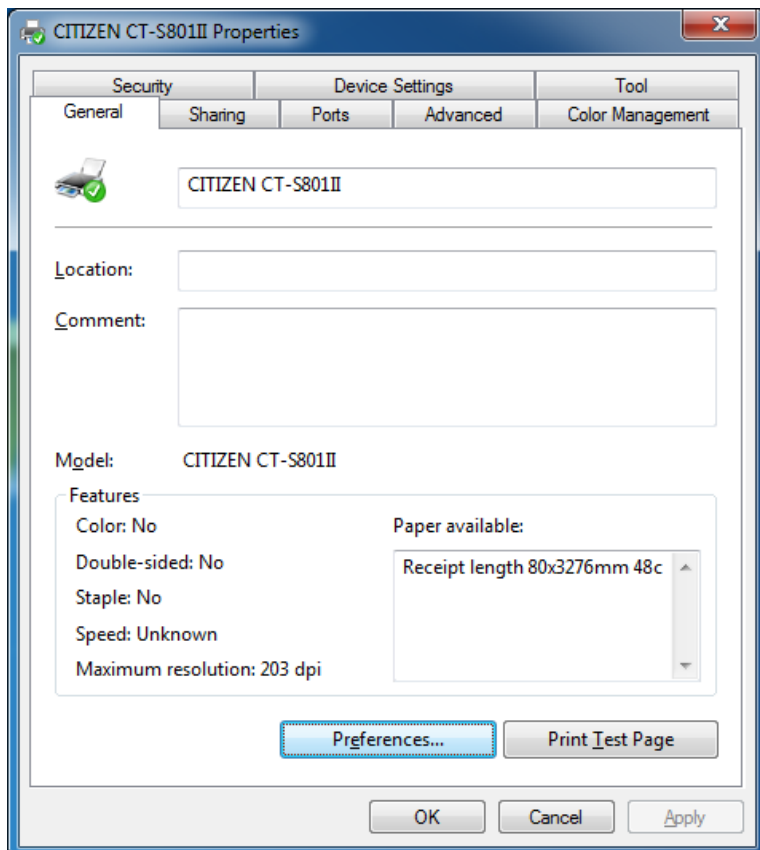 CITIZEN CT-S801II Properties
Security Device Settings Tool
General Sharing Ports Advanced Color Management
CITIZEN CT-S801II
Location:
Comment:
Model: CITIZEN CT-S801II
Features
Color: No
Paper available:
Double-sided: No
Receipt length 80x3276mm 48c
Staple: No
Speed: Unknown
Maximum resolution: 203 dpi
Preferences... Print Test Page
OK Cancel Apply